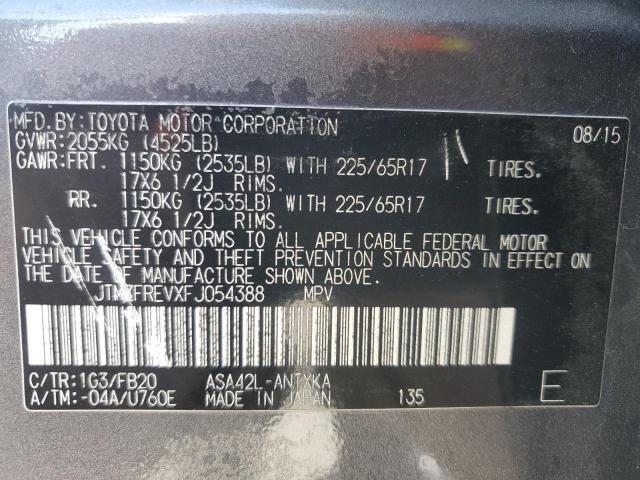 MFD.BY:TOYOTA MOTOR CORPORATION 08/15
GVWR:2055KG (4525LB)
GAWR:FRT. 1150KG (2535LB) WITH 225/65R17 TIRES.
17X6 1/2J RIMS.
RR. 1150KG (2535LB) WITH 225/65R17 TIRES.
17X6 1/2J RIMS.
THIS VEHICLE CONFORMS TO ALL APPLICABLE FEDERAL MOTOR
VEHICLE SAFETY AND THEFT PREVENTION STANDARDS IN EFFECT
ON THE DATE OF MANUFACTURE SHOWN ABOVE.
JTMZFREVXFJ054388 MPV
C/TR:1G3/FB20 ASA42L-ANTXKA
A/TM:-04A/U760E MADE IN JAPAN 135 E